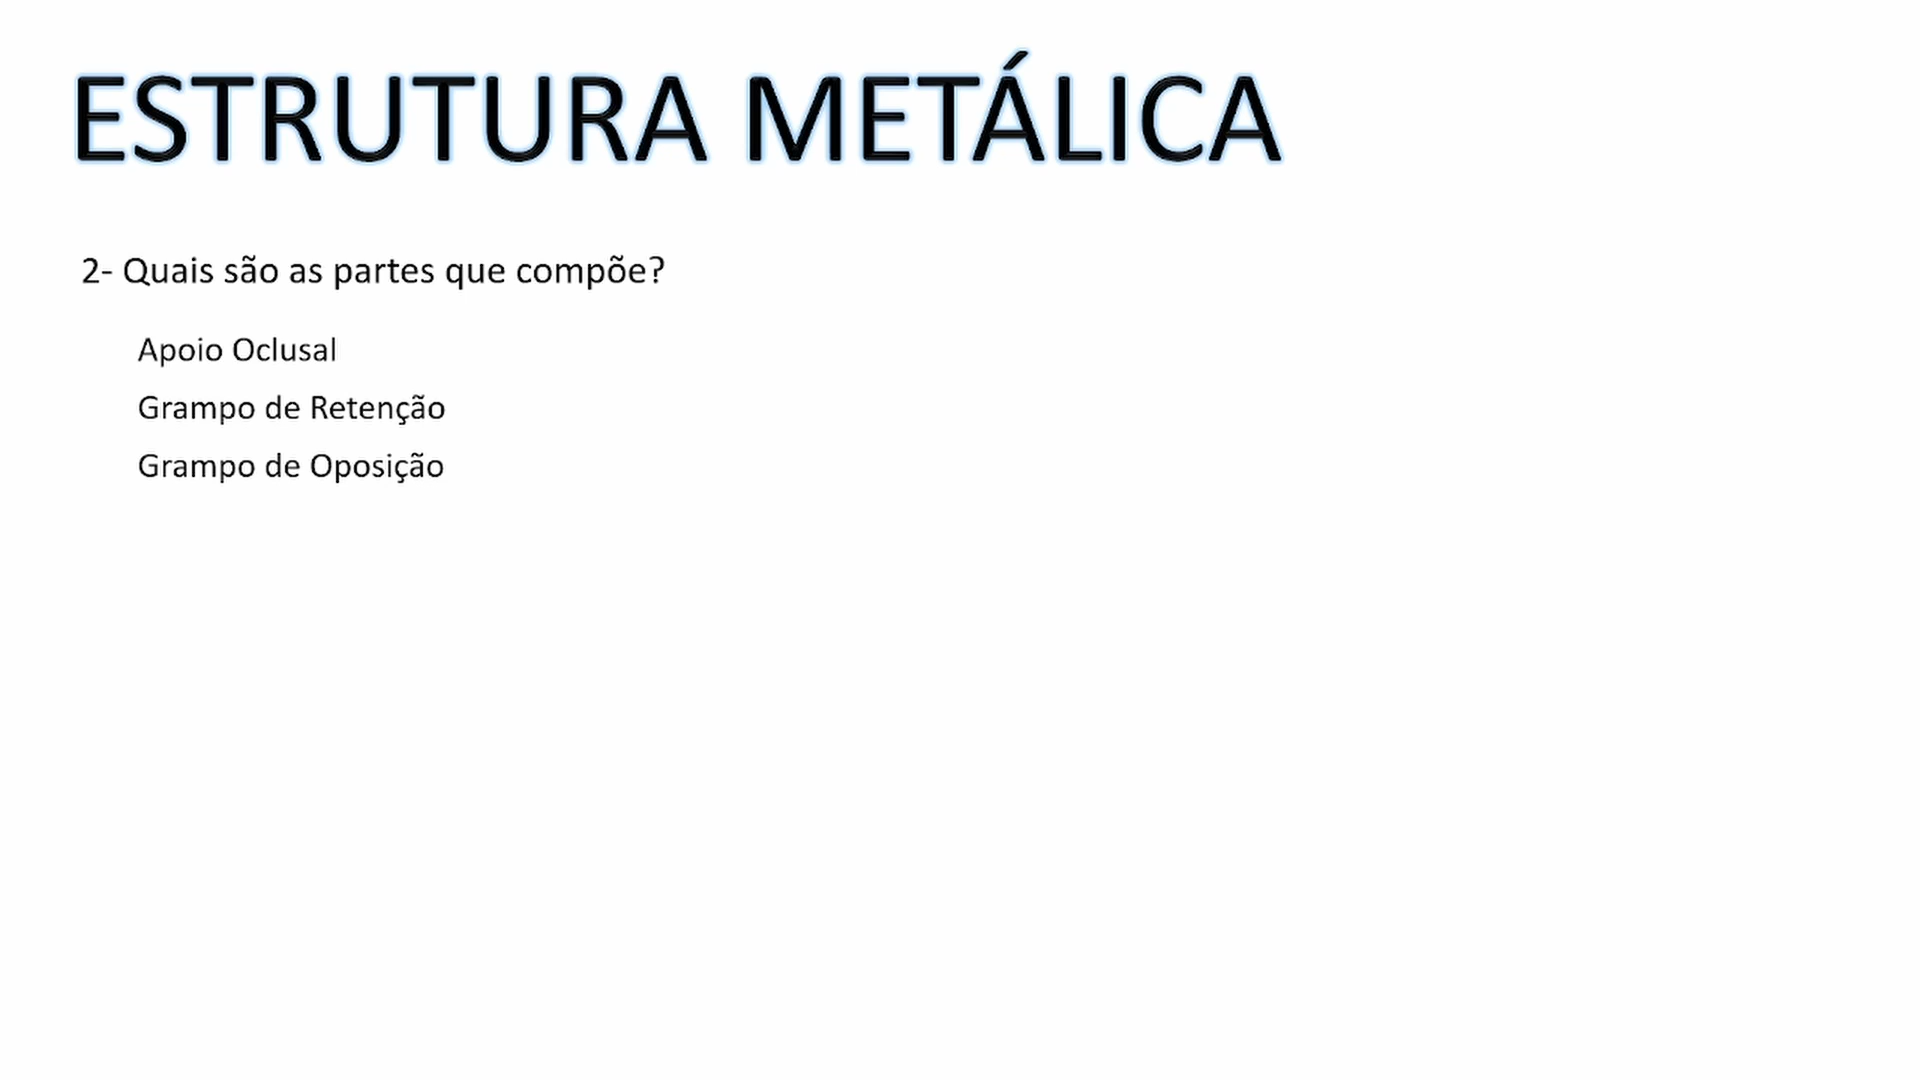 ESTRUTURA METÁLICA
2- Quais são as partes que compõe?
Apoio Oclusal
Grampo de Retenção
Grampo de Oposição